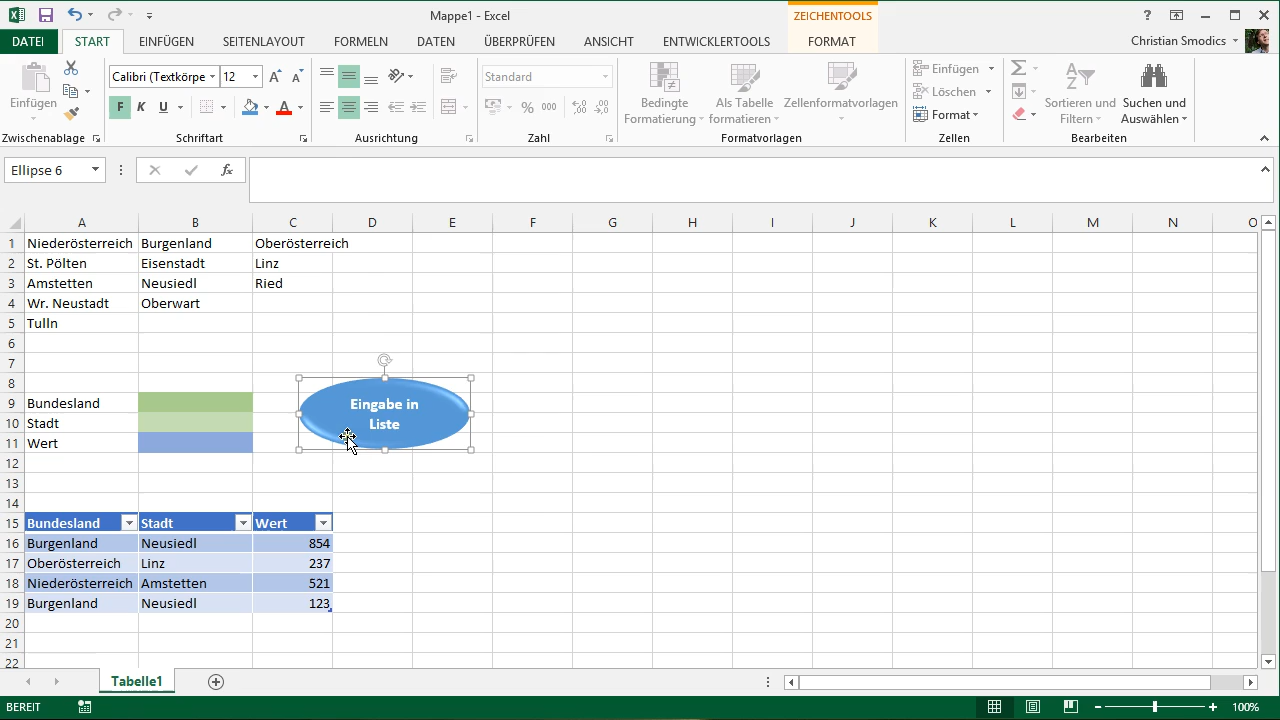 Mappe1 - Excel
ZEICHENTOOLS
DATEI START EINFÜGEN SEITENLAYOUT FORMELN DATEN ÜBERPRÜFEN ANSICHT ENTWICKLERTOOLS FORMAT Christian Smodics
Einfügen
Calibri (Textkörpe 12
F K U
Standard
% 000
Bedingte Formatierung
Als Tabelle formatieren
Zellenformatvorlagen
Einfügen
Löschen
Format
Sortieren und Filtern
Suchen und Auswählen
Zwischenablage Schriftart Ausrichtung Zahl Formatvorlagen Zellen Bearbeiten
Ellipse 6 fx
A B C D E F G H I J K L M N O
1 Niederösterreich Burgenland Oberösterreich
2 St. Pölten Eisenstadt Linz
3 Amstetten Neusiedl Ried
4 Wr. Neustadt Oberwart
5 Tulln
6
7
8
9 Bundesland
10 Stadt
11 Wert
Eingabe in
Liste
12
13
14
15 Bundesland Stadt Wert
16 Burgenland Neusiedl 854
17 Oberösterreich Linz 237
18 Niederösterreich Amstetten 521
19 Burgenland Neusiedl 123
20
21
22
Tabelle1
BEREIT 100%